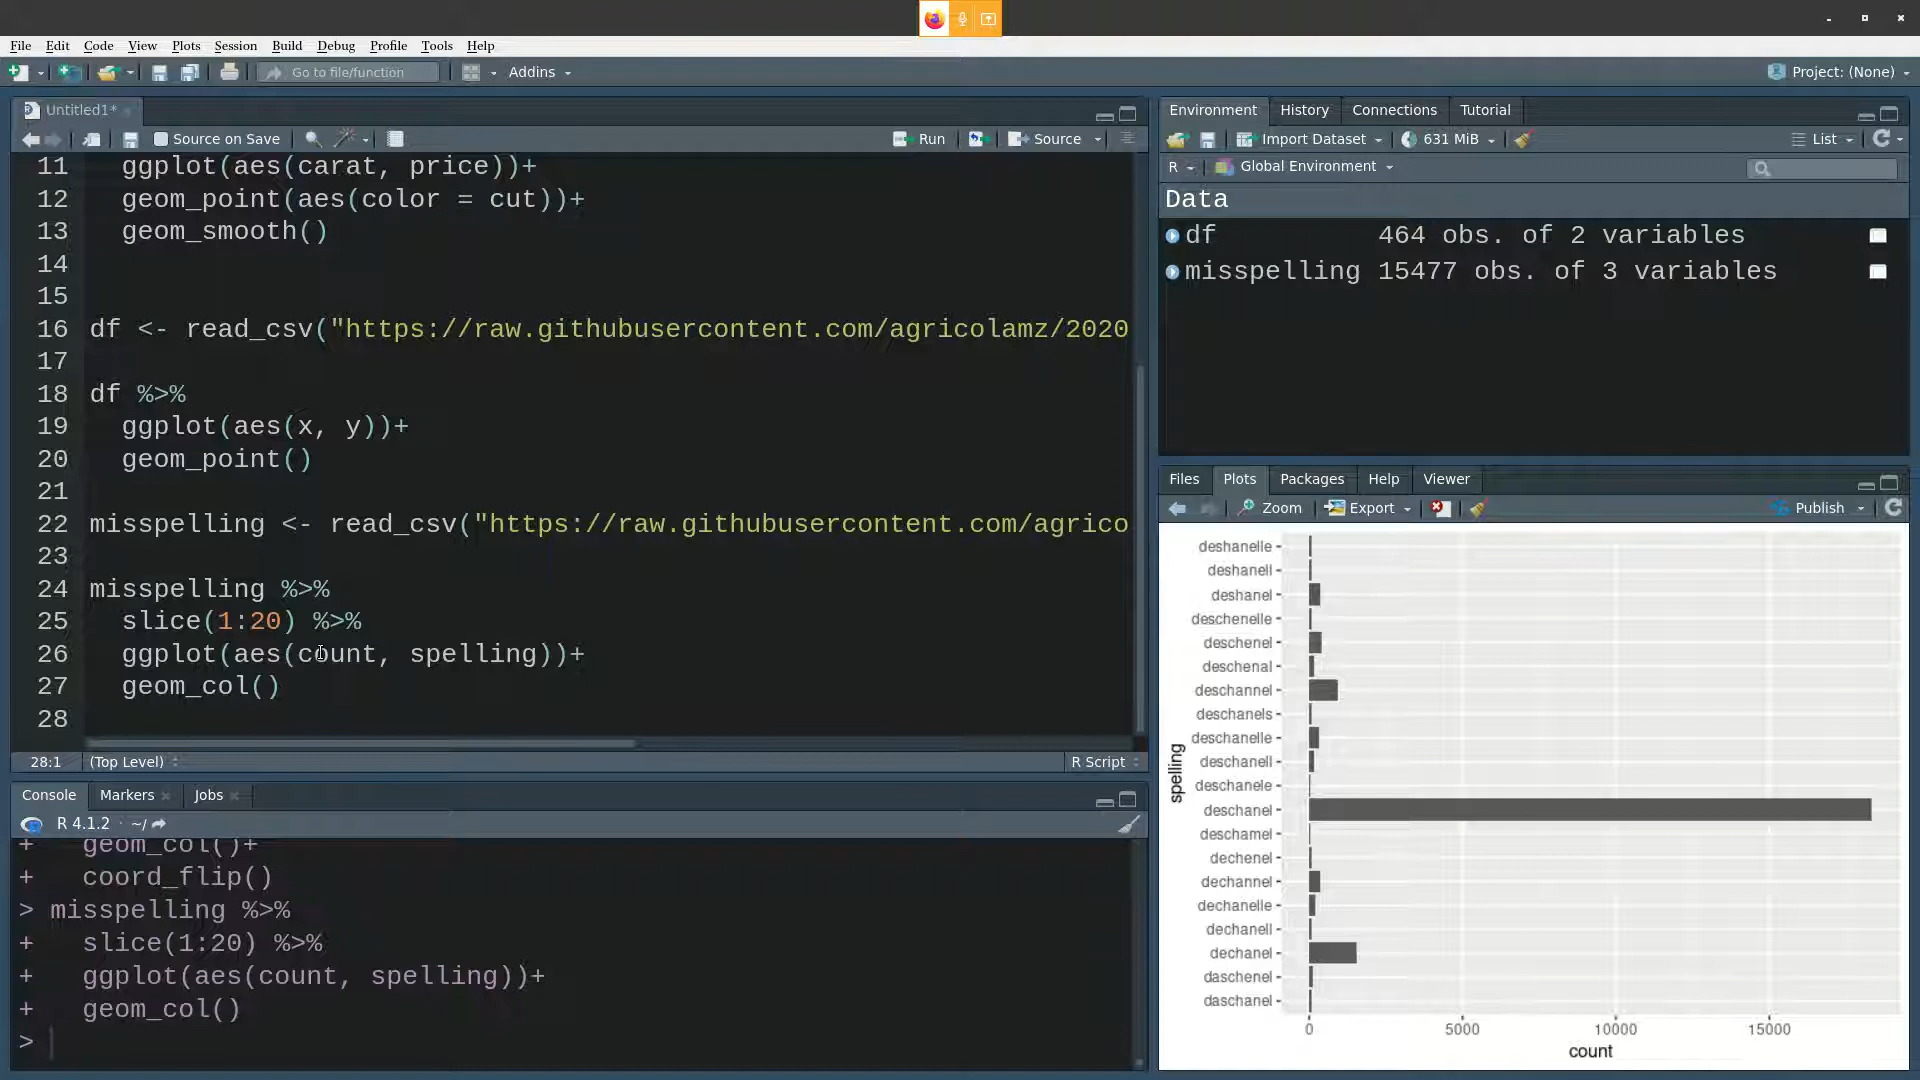 File Edit Code View Plots Session Build Debug Profile Tools Help
Go to file/function Addins Project: (None)
Untitled1*
Source on Save Run Source
11 ggplot(aes(carat, price))+
12 geom_point(aes(color = cut))+
13 geom_smooth()
14
15
16 df <- read_csv("https://raw.githubusercontent.com/agricolamz/2020
17
18 df %>%
19 ggplot(aes(x, y))+
20 geom_point()
21
22 misspelling <- read_csv("https://raw.githubusercontent.com/agrico
23
24 misspelling %>%
25 slice(1:20) %>%
26 ggplot(aes(count, spelling))+
27 geom_col()
28
28:1 (Top Level) R Script
Console Markers Jobs
R 4.1.2 · ~/
+ geom_col()+
+ coord_flip()
> misspelling %>%
+ slice(1:20) %>%
+ ggplot(aes(count, spelling))+
+ geom_col()
>
Environment History Connections Tutorial
Import Dataset 631 MiB List
R Global Environment
Data
df 464 obs. of 2 variables
misspelling 15477 obs. of 3 variables
Files Plots Packages Help Viewer
Zoom Export Publish
spelling
deshanelle
deshanell
deshanel
deschenelle
deschenel
deschenal
deschannel
deschanels
deschanelle
deschanell
deschanele
deschanel
deschamel
dechenel
dechannel
dechanelle
dechanell
dechanel
daschenel
daschanel
0 5000 10000 15000
count